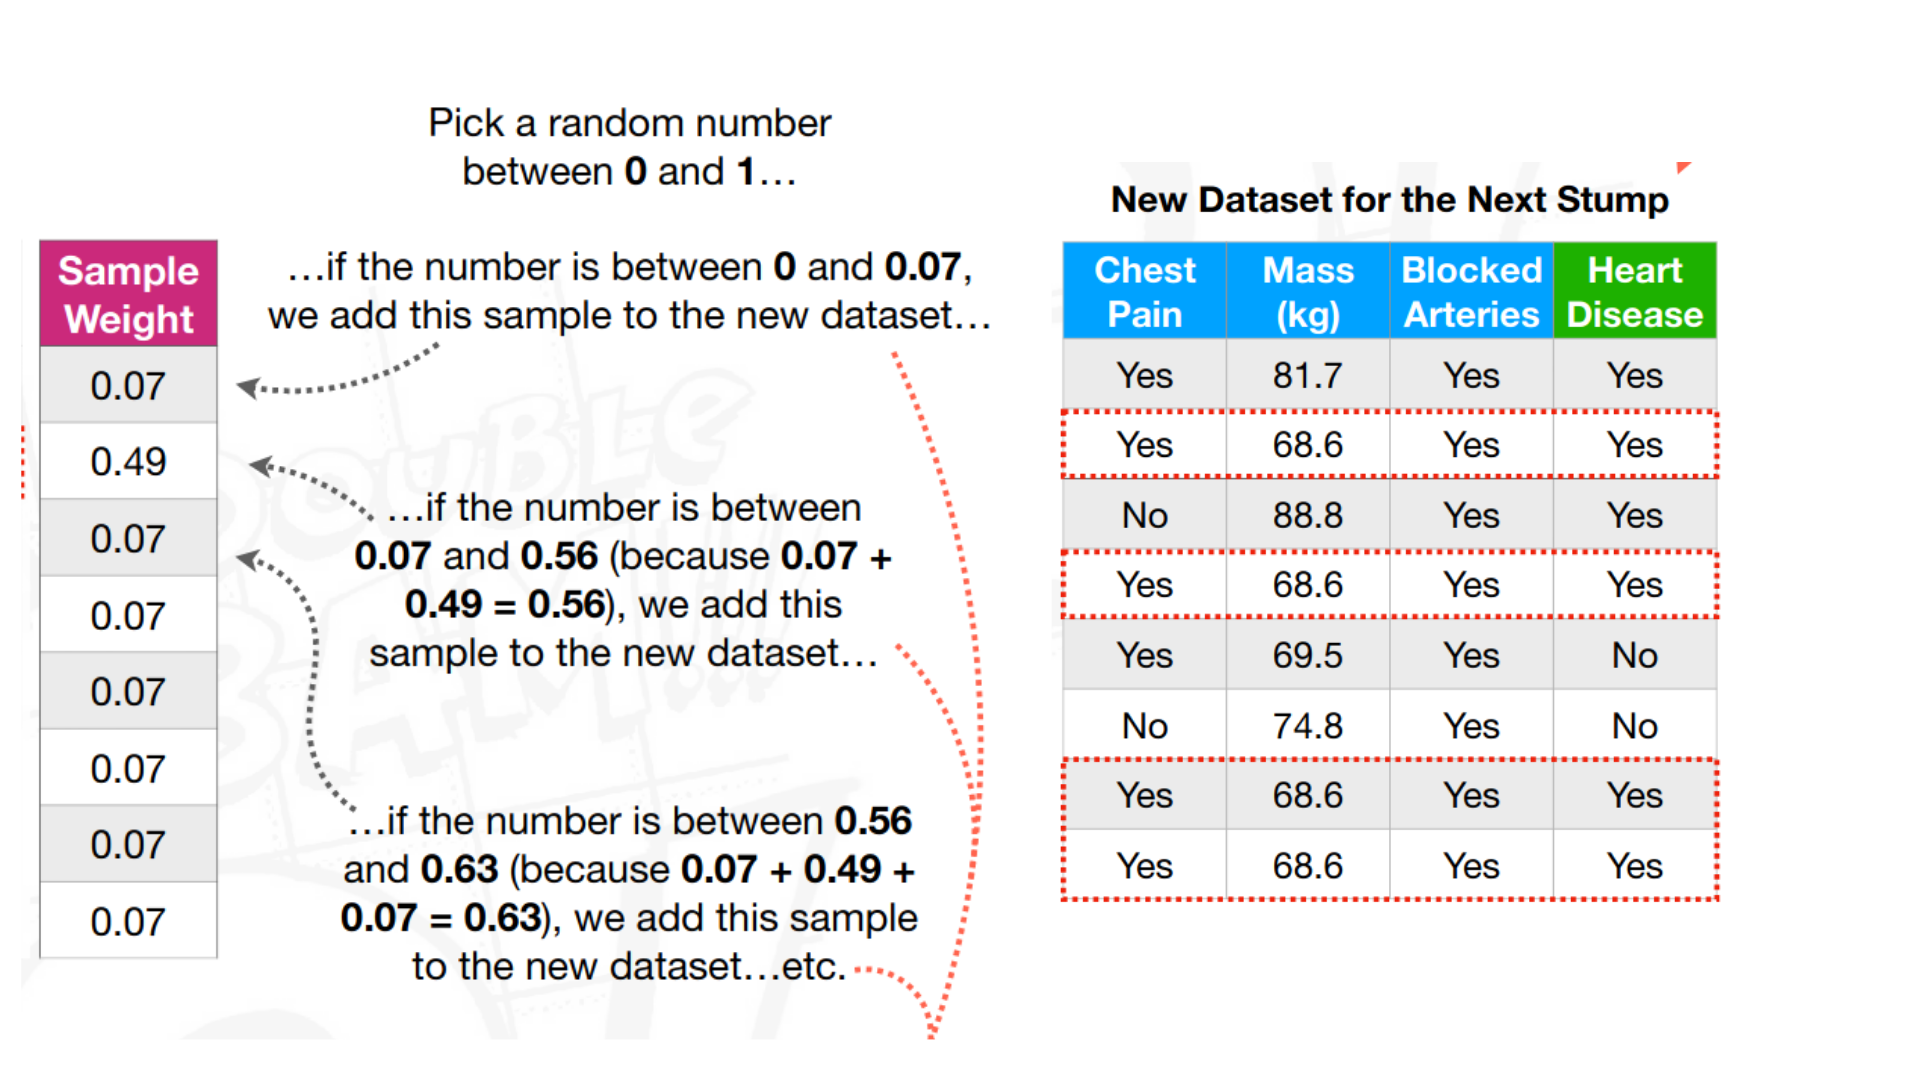 Pick a random number
between 0 and 1…
Sample
Weight
0.07
0.49
0.07
0.07
0.07
0.07
0.07
0.07
…if the number is between 0 and 0.07,
we add this sample to the new dataset…
…if the number is between
0.07 and 0.56 (because 0.07 +
0.49 = 0.56), we add this
sample to the new dataset…
…if the number is between 0.56
and 0.63 (because 0.07 + 0.49 +
0.07 = 0.63), we add this sample
to the new dataset…etc.
New Dataset for the Next Stump
Chest Pain Mass (kg) Blocked Arteries Heart Disease
Yes 81.7 Yes Yes
Yes 68.6 Yes Yes
No 88.8 Yes Yes
Yes 68.6 Yes Yes
Yes 69.5 Yes No
No 74.8 Yes No
Yes 68.6 Yes Yes
Yes 68.6 Yes Yes
DOUBLE
BAM!!!